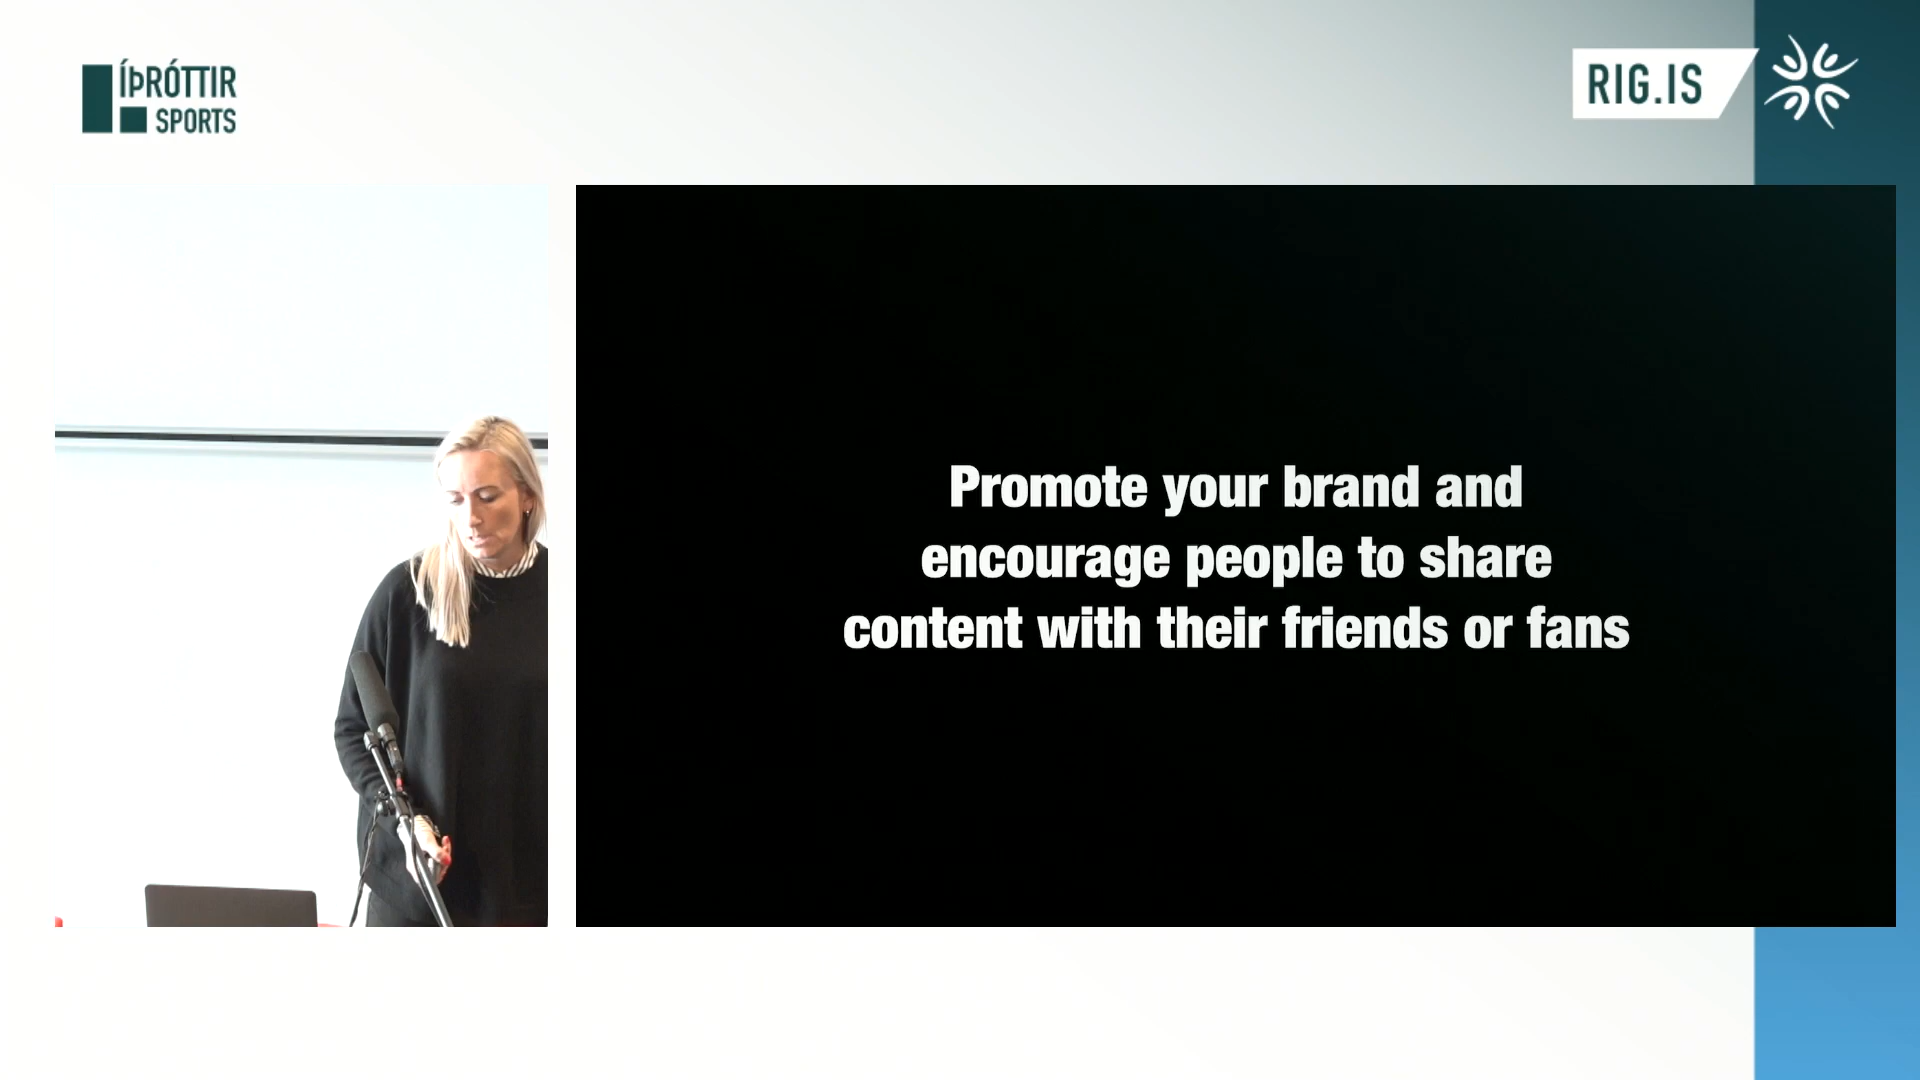 ÍÞRÓTTIR
SPORTS
RIG.IS
Promote your brand and
encourage people to share
content with their friends or fans